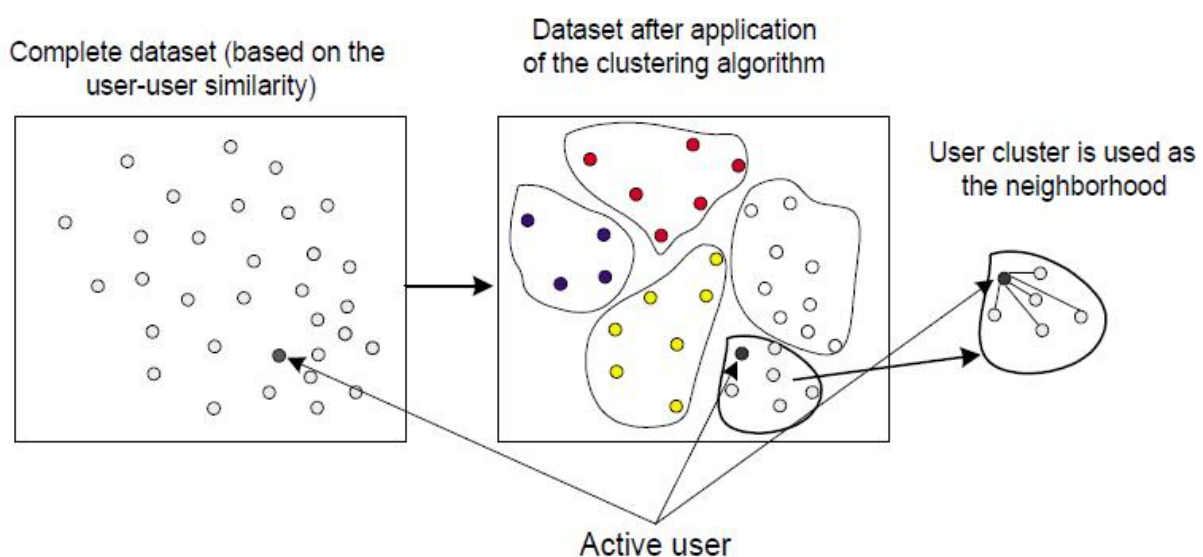 Complete dataset (based on the
user-user similarity)
Dataset after application
of the clustering algorithm
User cluster is used as
the neighborhood
Active user